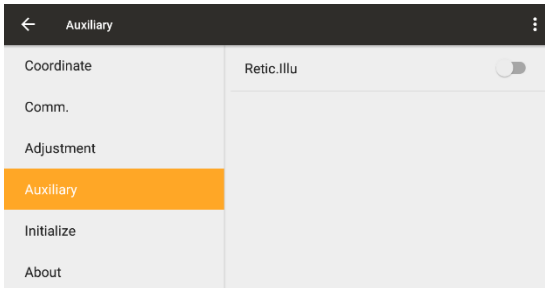 Auxiliary
Coordinate
Retic.Illu
Comm.
Adjustment
Auxiliary
Initialize
About